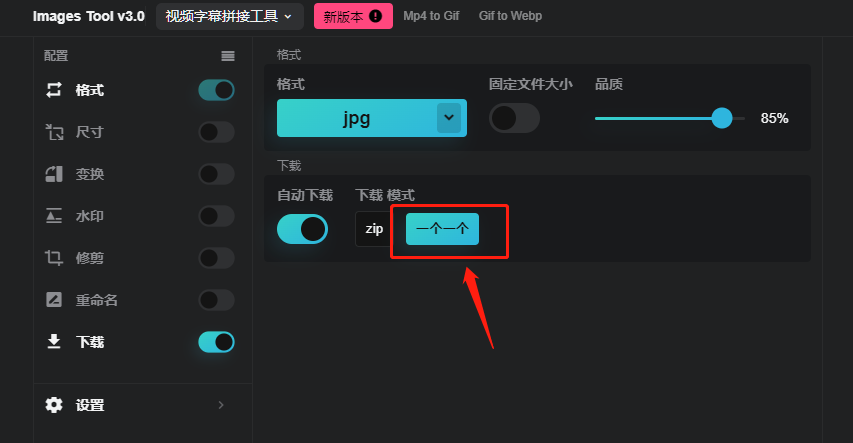 Images Tool v3.0 视频字幕拼接工具 新版本 Mp4 to Gif Gif to Webp
配置
格式
尺寸
变换
水印
修剪
重命名
下载
设置
格式
格式 固定文件大小 品质
jpg 85%
下载
自动下载 下载 模式
zip 一个一个